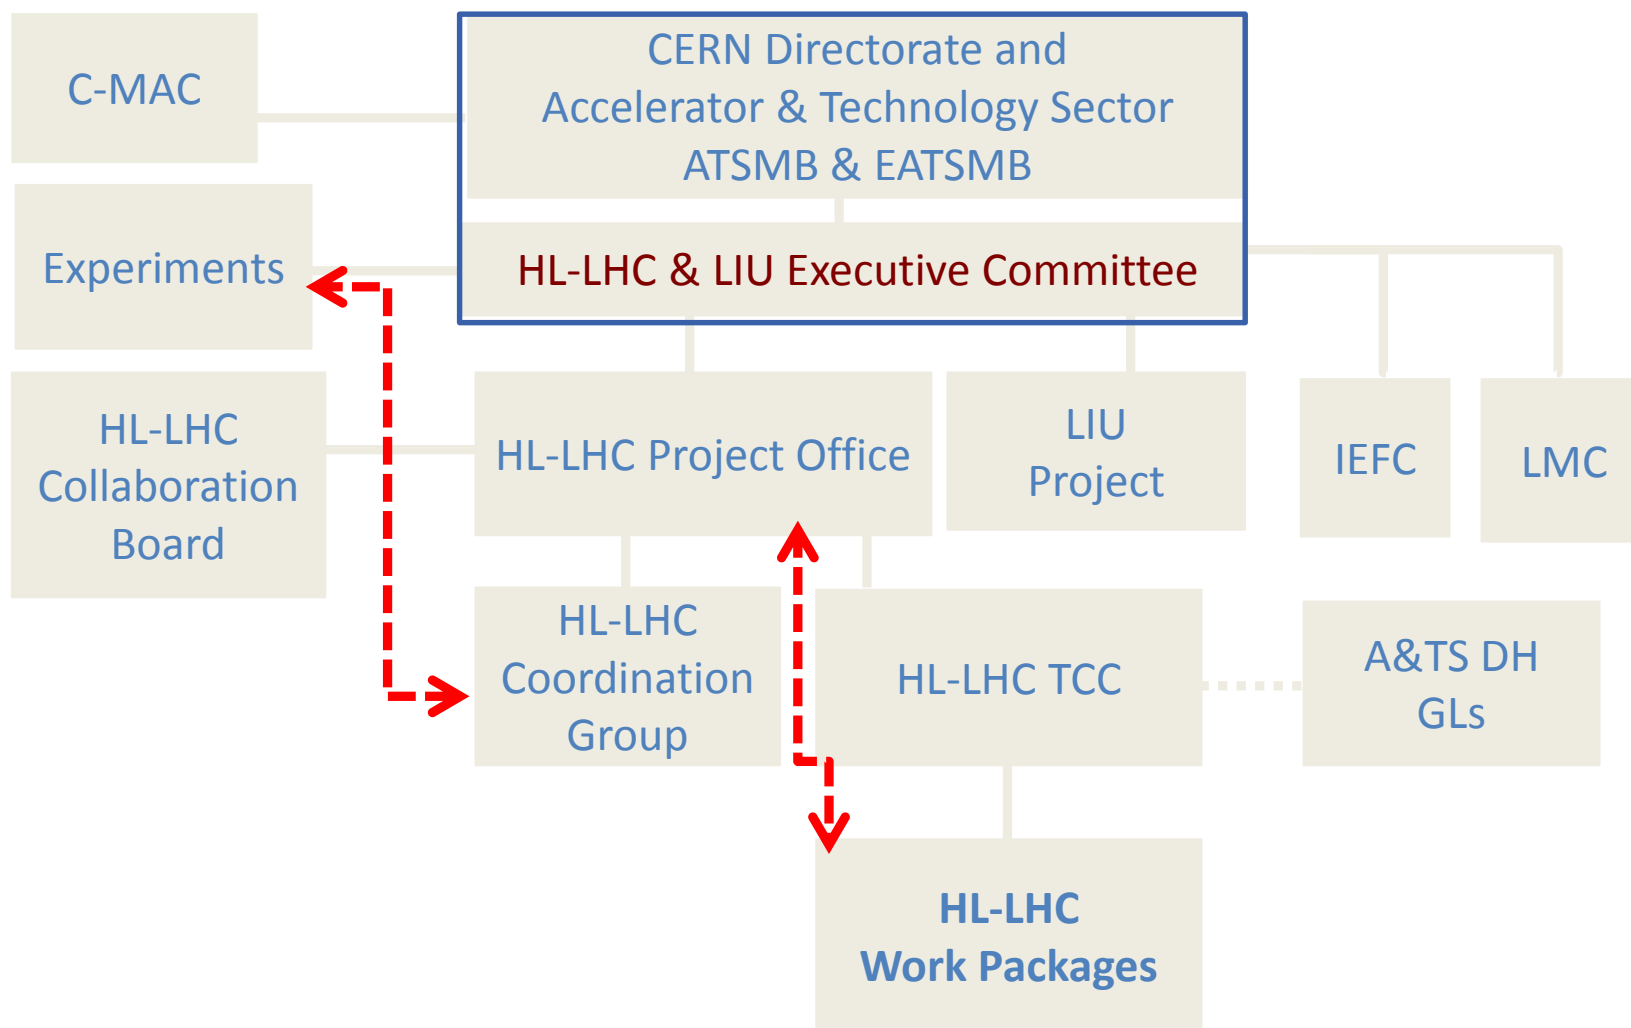 C-MAC
CERN Directorate and
Accelerator & Technology Sector
ATSMB & EATSMB
Experiments
HL-LHC & LIU Executive Committee
HL-LHC
Collaboration
Board
HL-LHC Project Office
LIU
Project
IEFC
LMC
HL-LHC
Coordination
Group
HL-LHC TCC
A&TS DH
GLs
HL-LHC
Work Packages